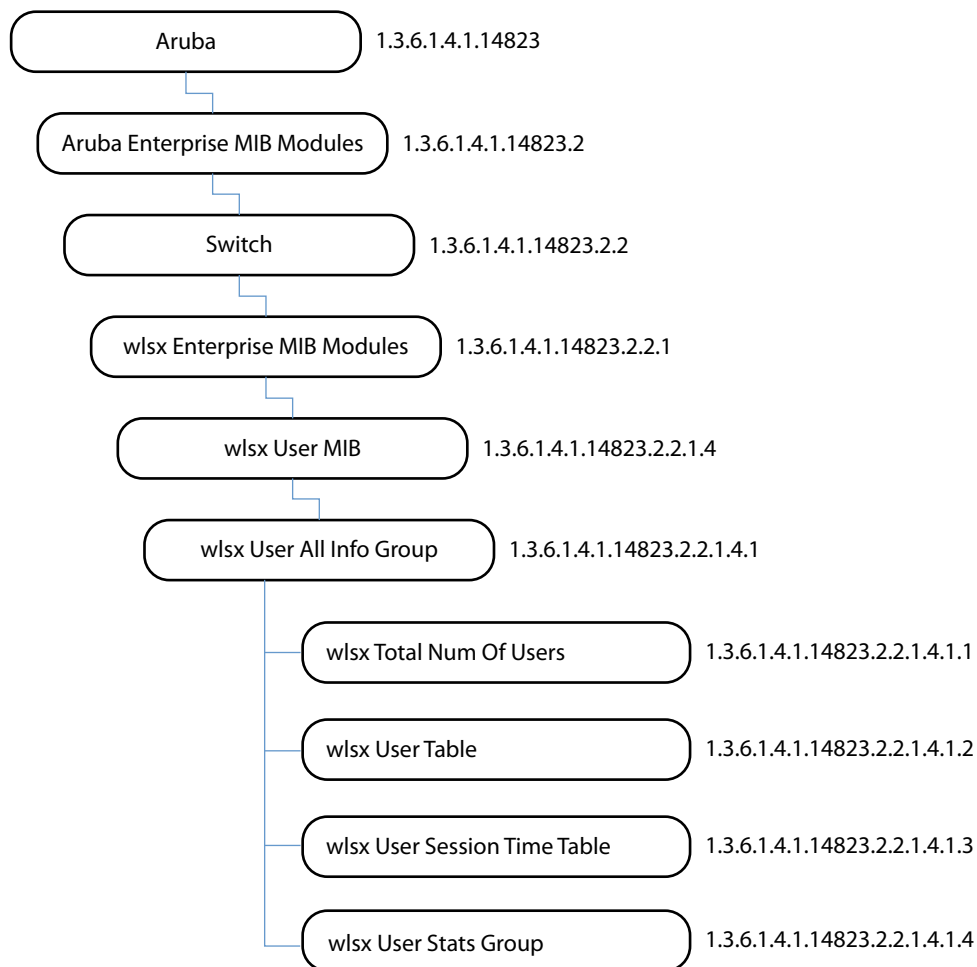 Aruba 1.3.6.1.4.1.14823
Aruba Enterprise MIB Modules 1.3.6.1.4.1.14823.2
Switch 1.3.6.1.4.1.14823.2.2
wlsx Enterprise MIB Modules 1.3.6.1.4.1.14823.2.2.1
wlsx User MIB 1.3.6.1.4.1.14823.2.2.1.4
wlsx User All Info Group 1.3.6.1.4.1.14823.2.2.1.4.1
wlsx Total Num Of Users 1.3.6.1.4.1.14823.2.2.1.4.1.1
wlsx User Table 1.3.6.1.4.1.14823.2.2.1.4.1.2
wlsx User Session Time Table 1.3.6.1.4.1.14823.2.2.1.4.1.3
wlsx User Stats Group 1.3.6.1.4.1.14823.2.2.1.4.1.4